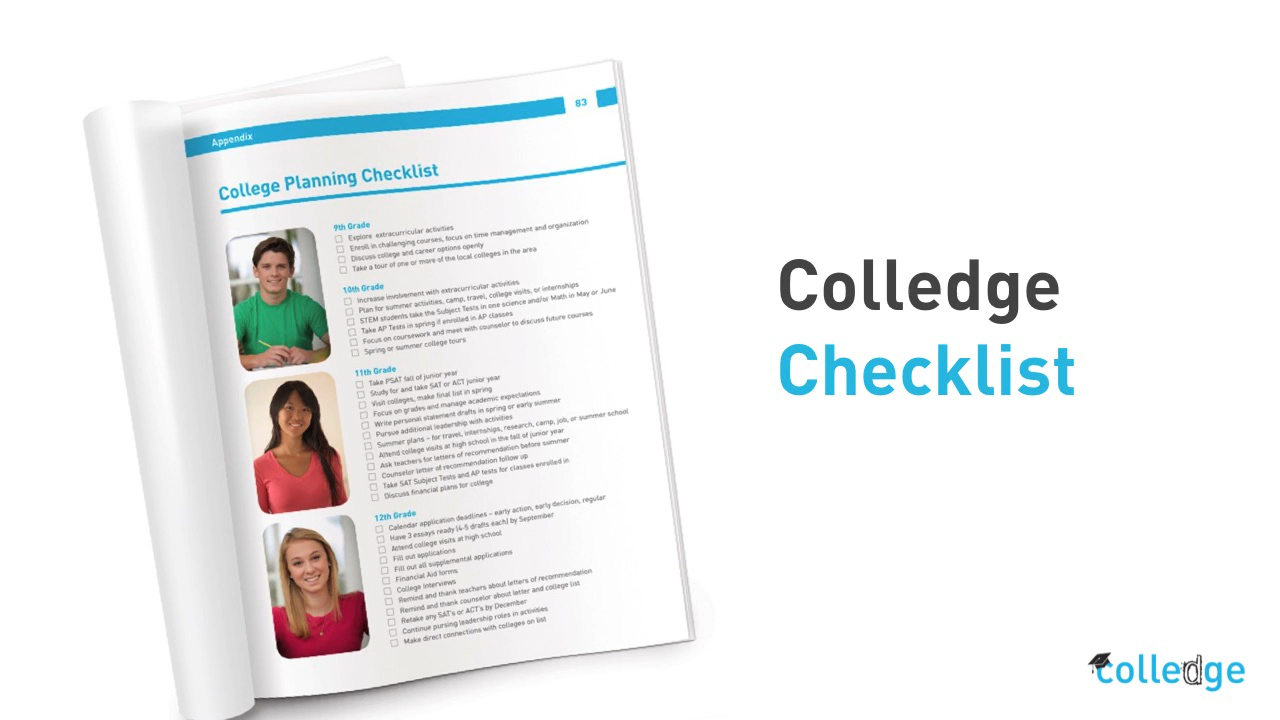 Appendix
83
College Planning Checklist
9th Grade
Explore extracurricular activities
Enroll in challenging courses, focus on time management and organization
Discuss college and career options openly
Take a tour of one or more of the local colleges in the area
10th Grade
Increase involvement with extracurricular activities
Plan for summer activities, camp, travel, college visits, or internships
STEM students take the Subject Tests in one science and/or Math in May or June
Take AP Tests in spring if enrolled in AP classes
Focus on coursework and meet with counselor to discuss future courses
Spring or summer college tours
11th Grade
Take PSAT fall of junior year
Study for and take SAT or ACT junior year
Visit colleges, make final list in spring
Focus on grades and manage academic expectations
Write personal statement drafts in spring or early summer
Pursue additional leadership with activities
Summer plans – for travel, internships, research, camp, job, or summer school
Attend college visits at high school in the fall of junior year
Ask teachers for letters of recommendation before summer
Counselor letter of recommendation follow up
Take SAT Subject Tests and AP tests for classes enrolled in
Discuss financial plans for college
12th Grade
Calendar application deadlines – early action, early decision, regular
Have 3 essays ready (4-5 drafts each) by September
Attend college visits at high school
Fill out applications
Fill out all supplemental applications
Financial Aid forms
College Interviews
Remind and thank teachers about letters of recommendation
Remind and thank counselor about letter and college list
Retake any SAT's or ACT's by December
Continue pursing leadership roles in activities
Make direct connections with colleges on list
Colledge
Checklist
colledge